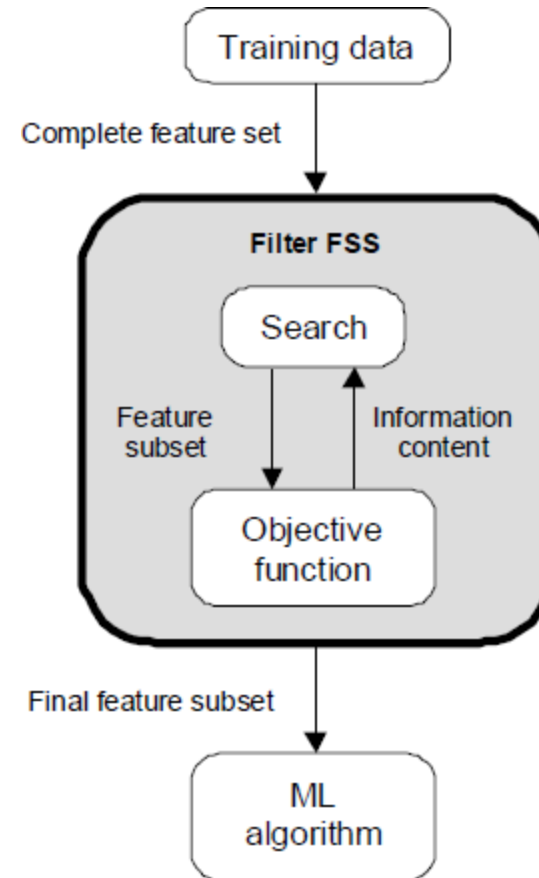 Training data
Complete feature set
Filter FSS
Search
Feature
subset
Information
content
Objective
function
Final feature subset
ML
algorithm